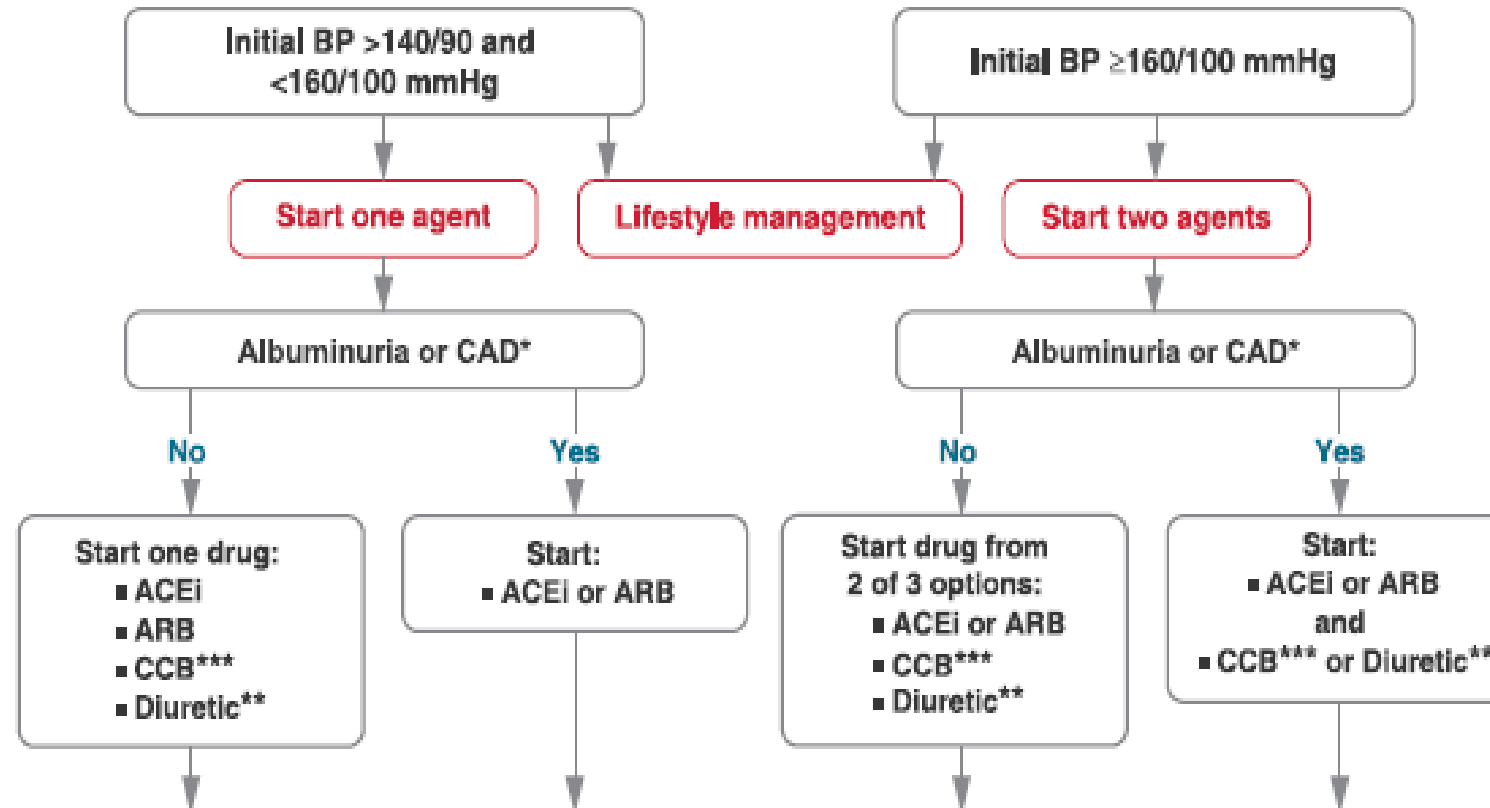 Initial BP >140/90 and
<160/100 mmHg
Initial BP ≥160/100 mmHg
Start one agent
Lifestyle management
Start two agents
Albuminuria or CAD*
Albuminuria or CAD*
No
Yes
No
Yes
Start one drug:
▪ ACEi
▪ ARB
▪ CCB***
▪ Diuretic**
Start:
▪ ACEi or ARB
Start drug from
2 of 3 options:
▪ ACEi or ARB
▪ CCB***
▪ Diuretic**
Start:
▪ ACEi or ARB
and
▪ CCB*** or Diuretic**